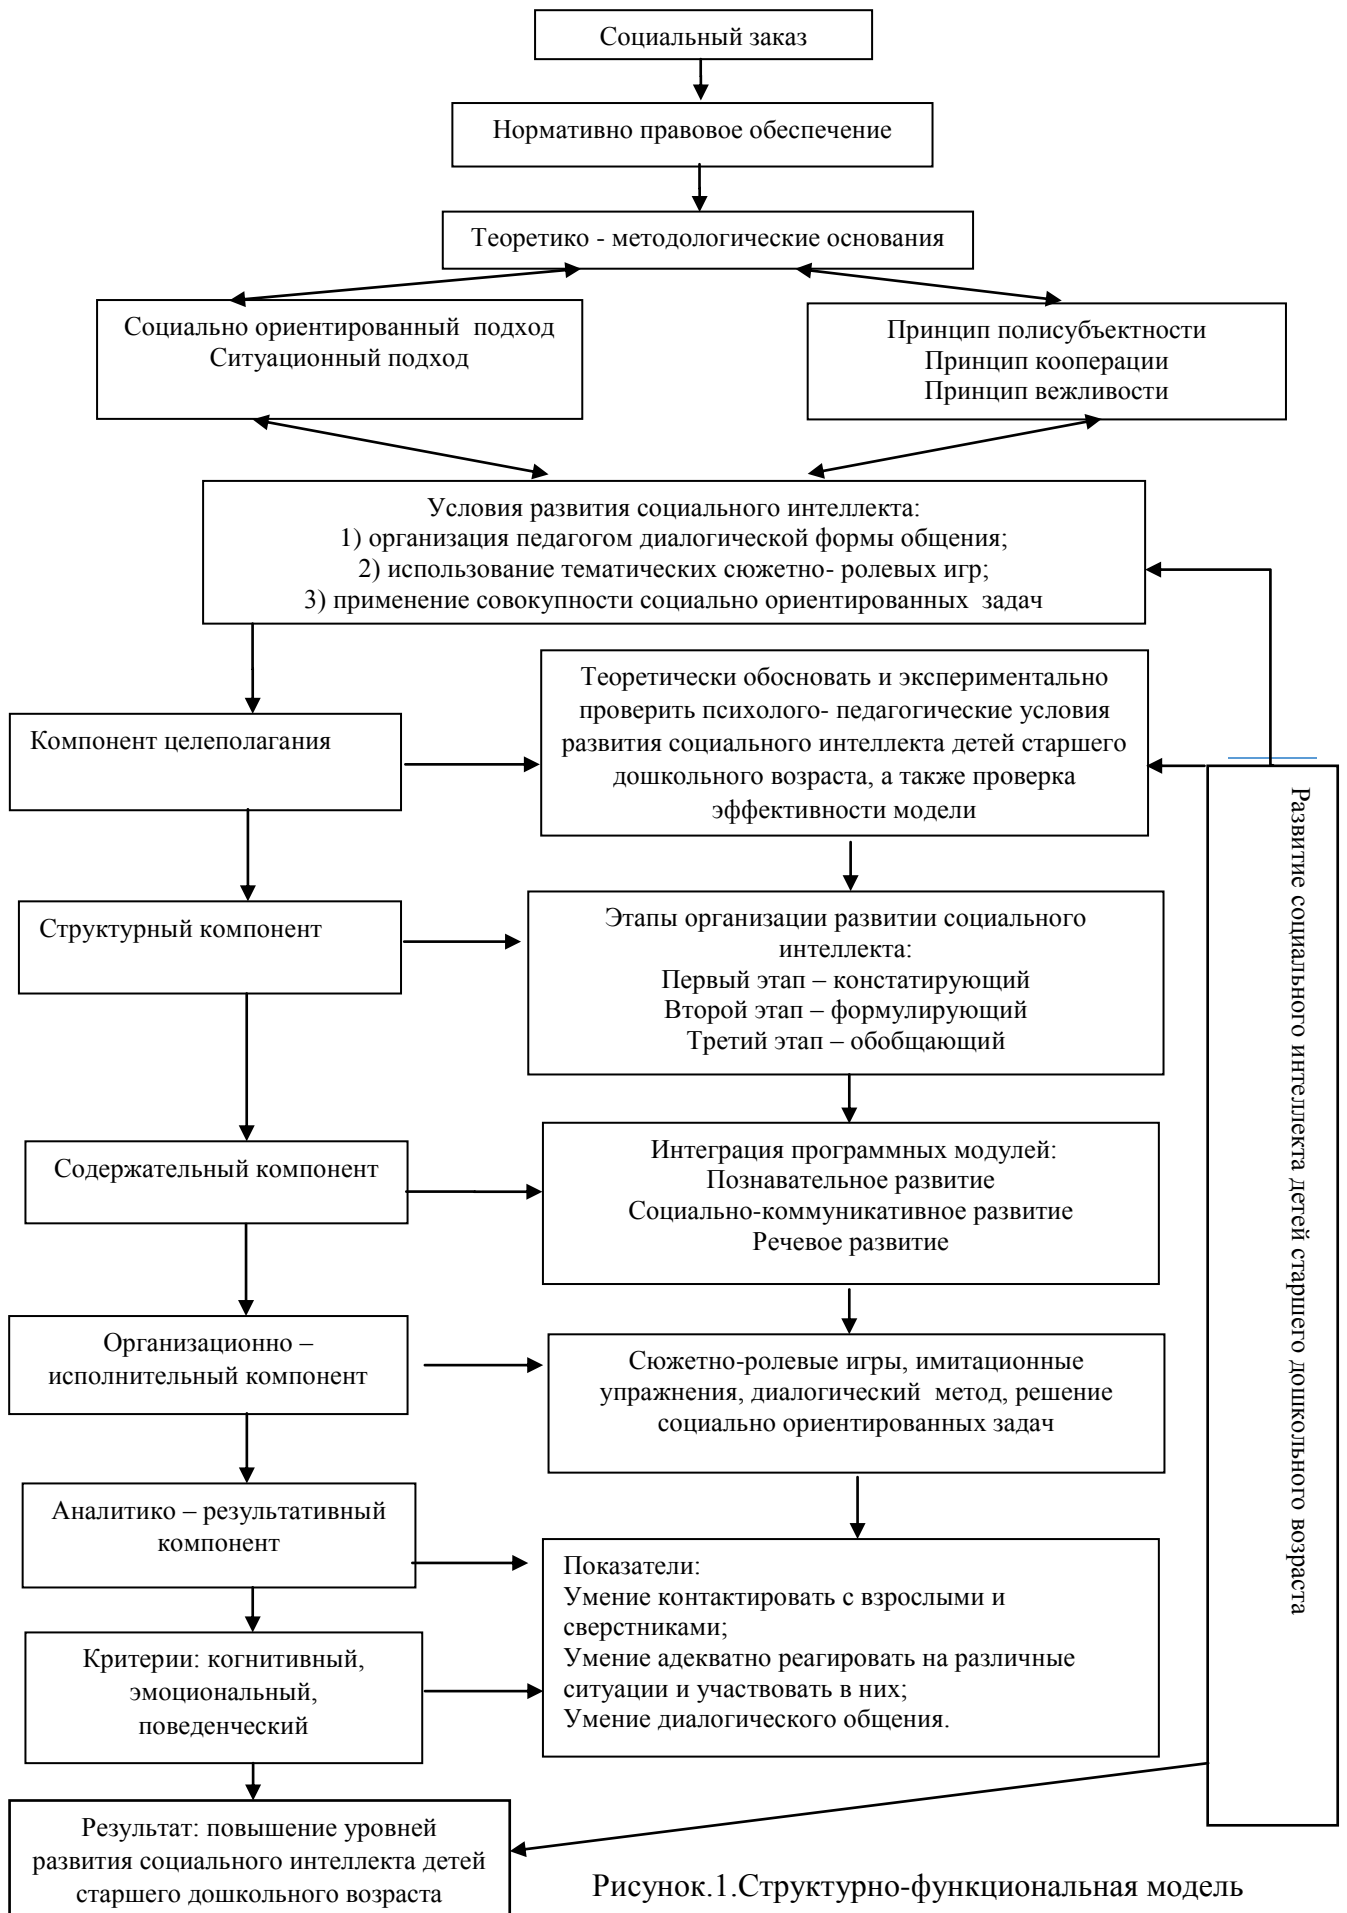 Социальный заказ
Нормативно правовое обеспечение
Теоретико - методологические основания
Социально ориентированный подход
Ситуационный подход
Принцип полисубъектности
Принцип кооперации
Принцип вежливости
Условия развития социального интеллекта:
1) организация педагогом диалогической формы общения;
2) использование тематических сюжетно- ролевых игр;
3) применение совокупности социально ориентированных задач
Компонент целеполагания
Теоретически обосновать и экспериментально
проверить психолого- педагогические условия
развития социального интеллекта детей старшего
дошкольного возраста, а также проверка
эффективности модели
Структурный компонент
Этапы организации развитии социального
интеллекта:
Первый этап – констатирующий
Второй этап – формулирующий
Третий этап – обобщающий
Содержательный компонент
Интеграция программных модулей:
Познавательное развитие
Социально-коммуникативное развитие
Речевое развитие
Организационно –
исполнительный компонент
Сюжетно-ролевые игры, имитационные
упражнения, диалогический метод, решение
социально ориентированных задач
Аналитико – результативный
компонент
Показатели:
Умение контактировать с взрослыми и
сверстниками;
Умение адекватно реагировать на различные
ситуации и участвовать в них;
Умение диалогического общения.
Критерии: когнитивный,
эмоциональный,
поведенческий
Результат: повышение уровней
развития социального интеллекта детей
старшего дошкольного возраста
Развитие социального интеллекта детей старшего дошкольного возраста
Рисунок.1.Структурно-функциональная модель